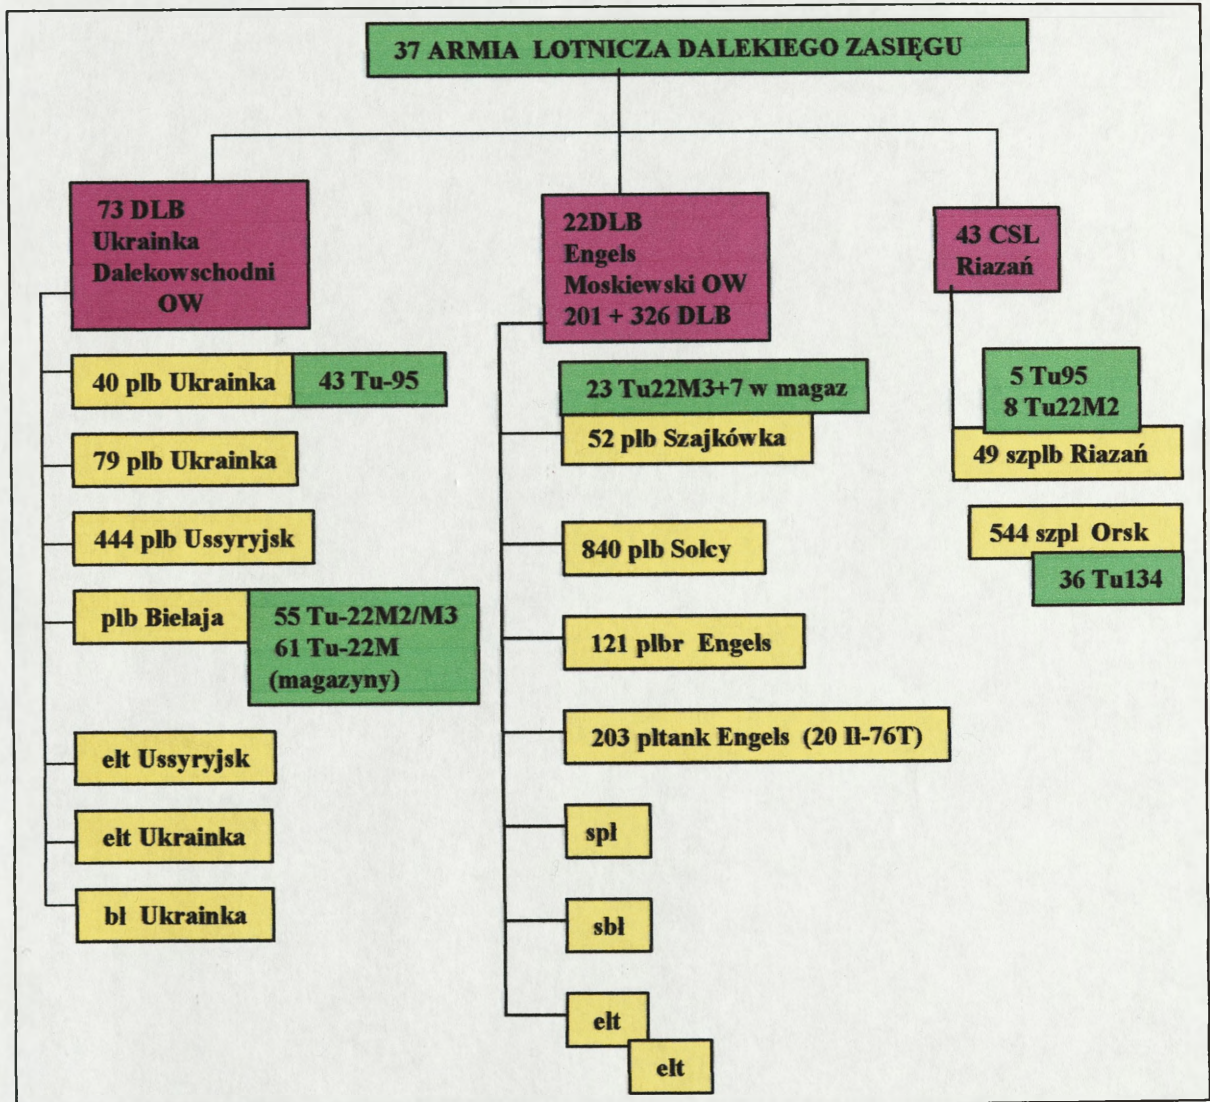 37 ARMIA LOTNICZA DALEKIEGO ZASIĘGU
73 DLB
Ukrainka
Dalekowschodni
OW
40 plb Ukrainka
43 Tu-95
79 plb Ukrainka
444 plb Ussyryjsk
plb Biełaja
55 Tu-22M2/M3
61 Tu-22M
(magazyny)
elt Ussyryjsk
ełt Ukrainka
bł Ukrainka
22DLB
Engels
Moskiewski OW
201 + 326 DLB
23 Tu22M3+7 w magaz
52 plb Szajkówka
840 plb Solcy
121 plbr Engels
203 pltank Engels (20 Il-76T)
spł
sbł
ełt
ełt
43 CSL
Riazań
5 Tu95
8 Tu22M2
49 szplb Riazań
544 szpl Orsk
36 Tu134